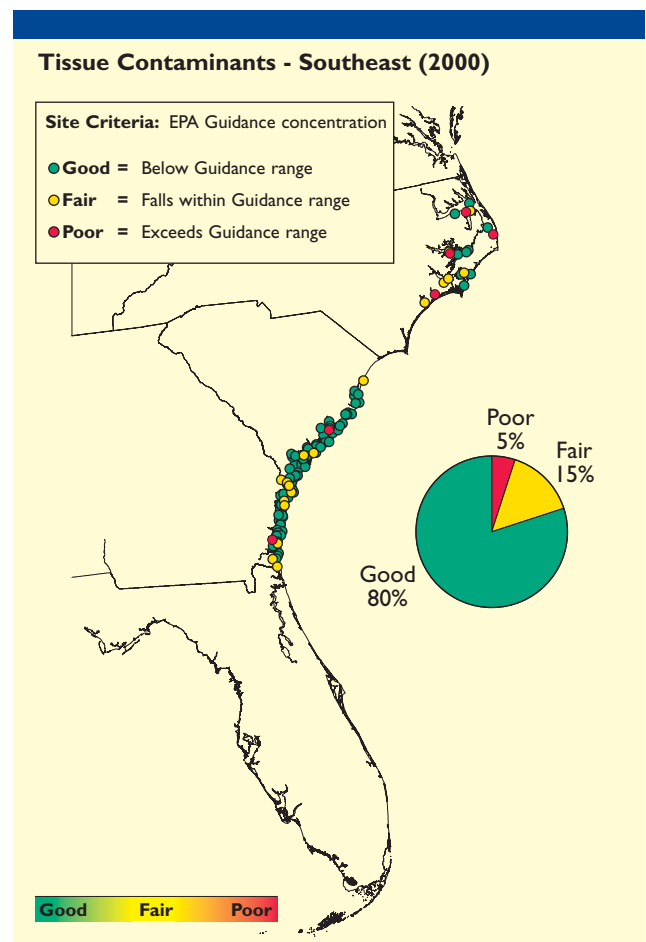 Tissue Contaminants - Southeast (2000)
Site Criteria: EPA Guidance concentration
Good = Below Guidance range
Fair = Falls within Guidance range
Poor = Exceeds Guidance range
Poor
5%
Fair
15%
Good
80%
Good Fair Poor